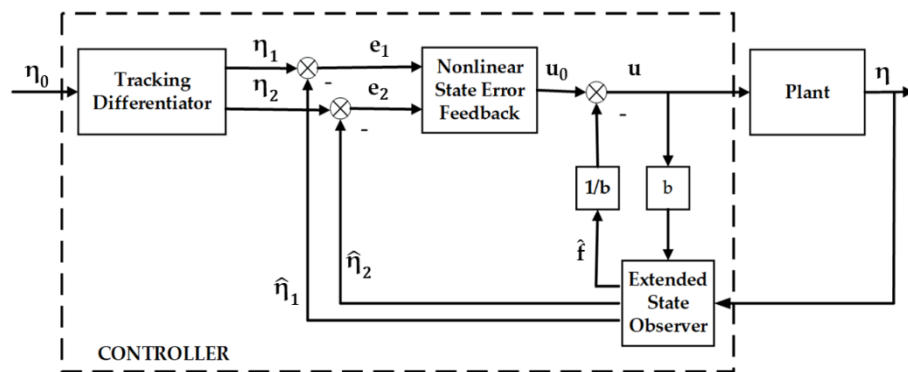 η₀
Tracking
Differentiator
η₁
η₂
-
-
e₁
e₂
Nonlinear
State Error
Feedback
u₀
-
u
Plant
η
1/b
b
f̂
η̂₂
η̂₁
Extended
State
Observer
CONTROLLER